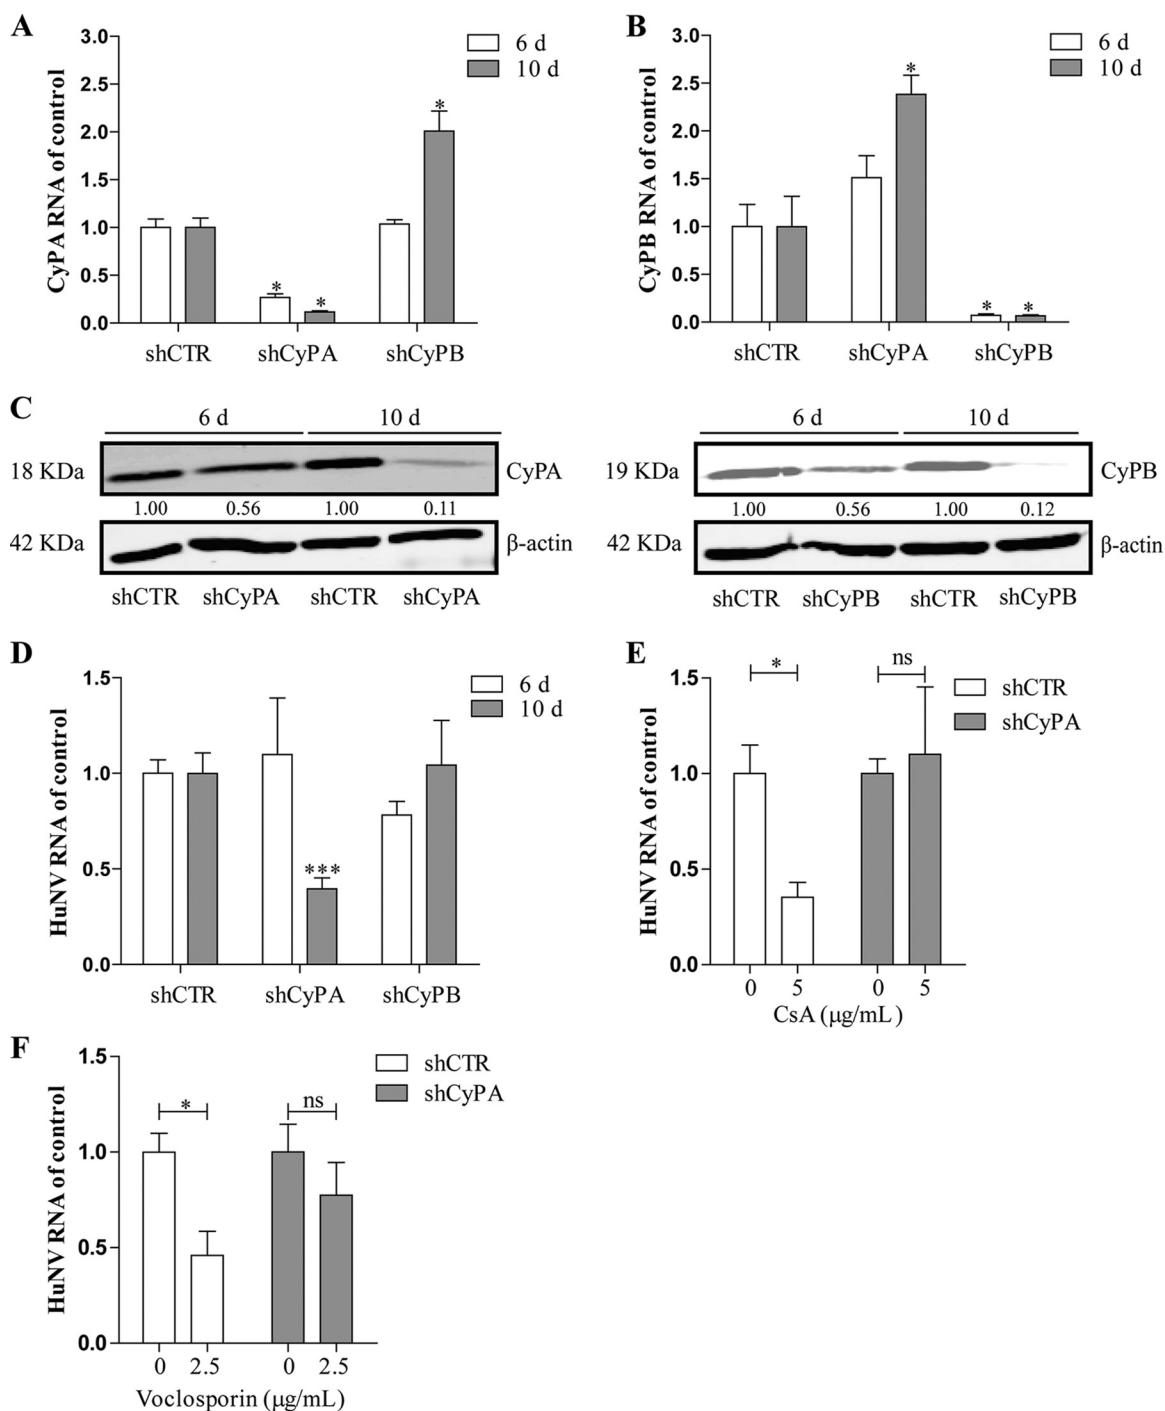 A
3.0
2.5
2.0
1.5
1.0
0.5
0.0
CyPA RNA of control
6 d
10 d
*
*
*
shCTR shCyPA shCyPB
B
3.0
2.5
2.0
1.5
1.0
0.5
0.0
CyPB RNA of control
6 d
10 d
*
* *
shCTR shCyPA shCyPB
C
6 d 10 d
18 KDa CyPA
1.00 0.56 1.00 0.11
42 KDa β-actin
shCTR shCyPA shCTR shCyPA
6 d 10 d
19 KDa CyPB
1.00 0.56 1.00 0.12
42 KDa β-actin
shCTR shCyPB shCTR shCyPB
D
1.5
1.0
0.5
0.0
HuNV RNA of control
6 d
10 d
***
shCTR shCyPA shCyPB
E
1.5
1.0
0.5
0.0
HuNV RNA of control
* ns
shCTR
shCyPA
0 5 0 5
CsA (μg/mL)
F
1.5
1.0
0.5
0.0
HuNV RNA of control
shCTR
shCyPA
* ns
0 2.5 0 2.5
Voclosporin (μg/mL)